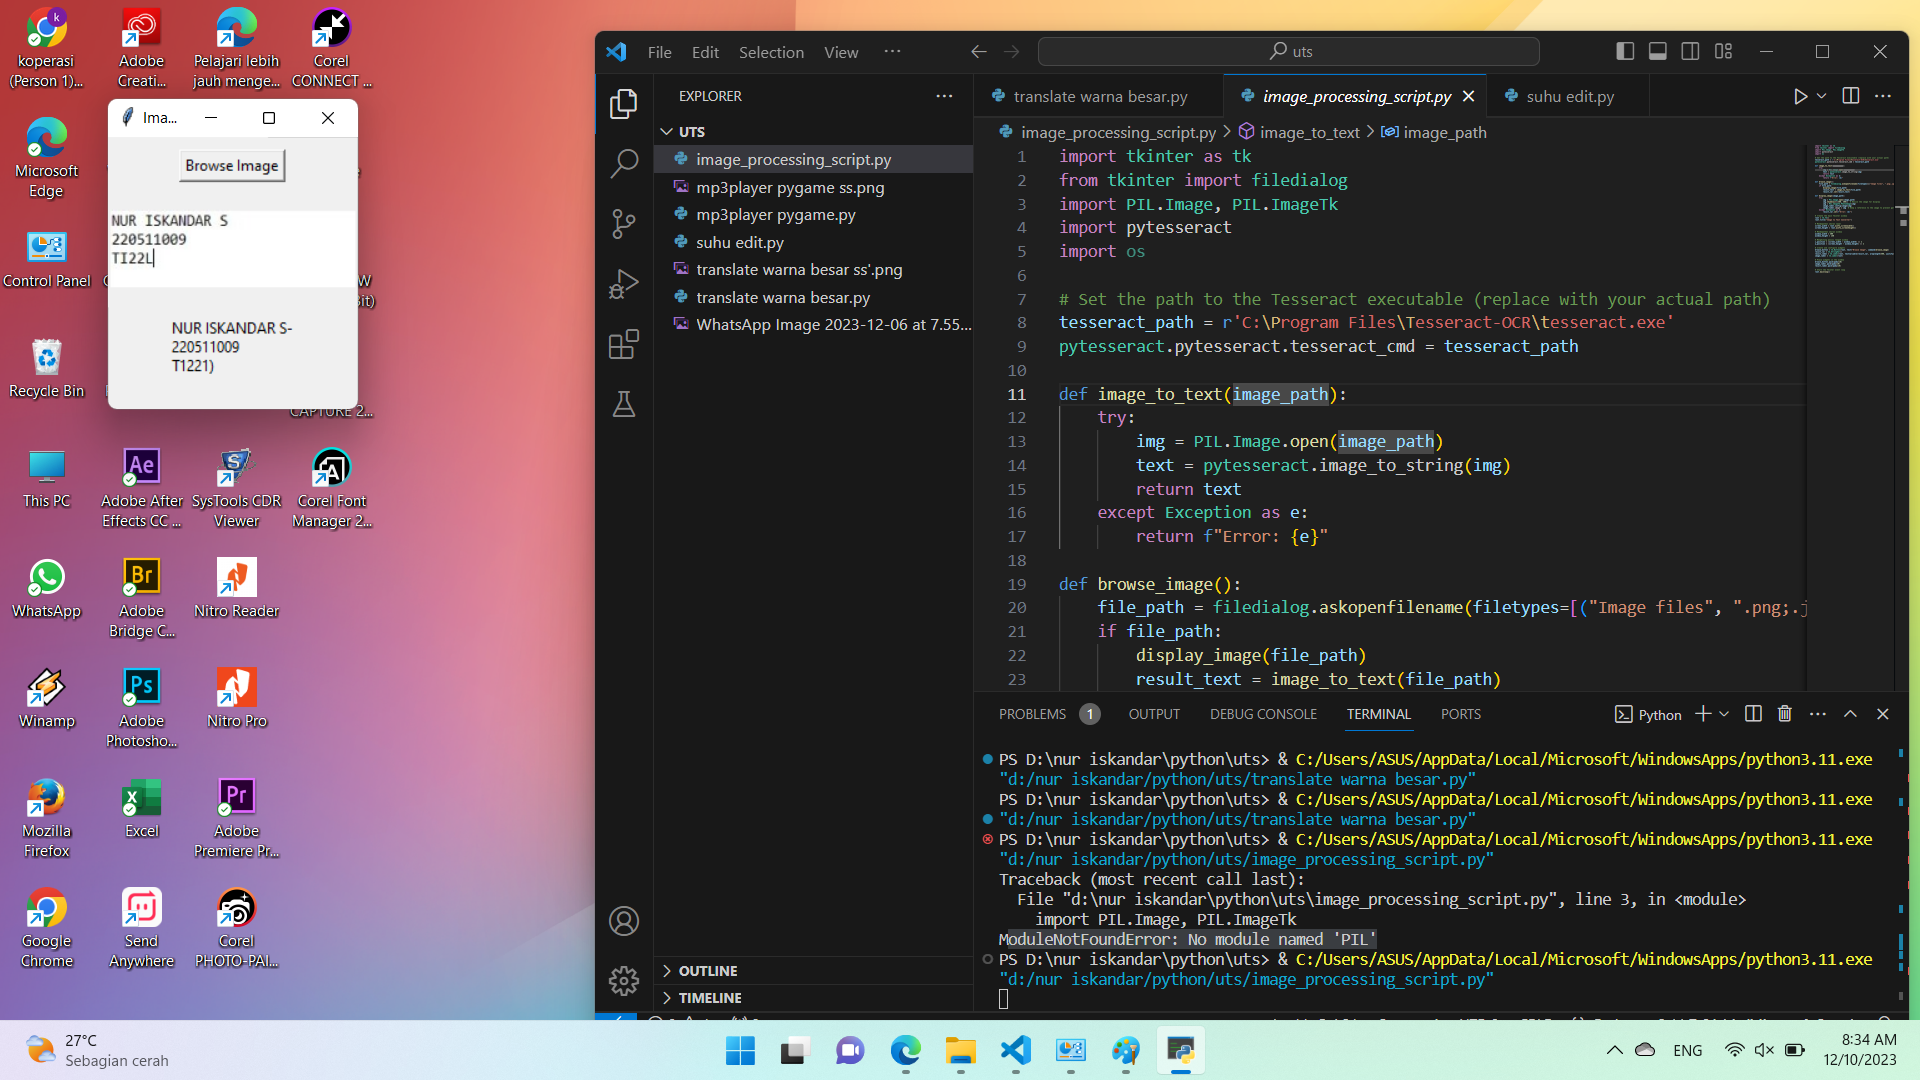 koperasi
(Person 1)...
Adobe
Creati...
Pelajari lebih
jauh menge...
Corel
CONNECT ...
Microsoft
Edge
Control Panel
Recycle Bin
CAPTURE 2...
This PC
Adobe After
Effects CC ...
SysTools CDR
Viewer
Corel Font
Manager 2...
WhatsApp
Adobe
Bridge C...
Nitro Reader
Winamp
Adobe
Photosho...
Nitro Pro
Mozilla
Firefox
Excel
Adobe
Premiere Pr...
Google
Chrome
Send
Anywhere
Corel
PHOTO-PAI...
Ima...
Browse Image
NUR ISKANDAR S
220511009
TI22L
NUR ISKANDAR S-
220511009
T1221)
File Edit Selection View ...
uts
EXPLORER
UTS
image_processing_script.py
mp3player pygame ss.png
mp3player pygame.py
suhu edit.py
translate warna besar ss'.png
translate warna besar.py
WhatsApp Image 2023-12-06 at 7.55...
OUTLINE
TIMELINE
translate warna besar.py image_processing_script.py suhu edit.py
image_processing_script.py > image_to_text > image_path
1 import tkinter as tk
2 from tkinter import filedialog
3 import PIL.Image, PIL.ImageTk
4 import pytesseract
5 import os
6
7 # Set the path to the Tesseract executable (replace with your actual path)
8 tesseract_path = r'C:\Program Files\Tesseract-OCR\tesseract.exe'
9 pytesseract.pytesseract.tesseract_cmd = tesseract_path
10
11 def image_to_text(image_path):
12 try:
13 img = PIL.Image.open(image_path)
14 text = pytesseract.image_to_string(img)
15 return text
16 except Exception as e:
17 return f"Error: {e}"
18
19 def browse_image():
20 file_path = filedialog.askopenfilename(filetypes=[("Image files", ".png;.j
21 if file_path:
22 display_image(file_path)
23 result_text = image_to_text(file_path)
PROBLEMS 1 OUTPUT DEBUG CONSOLE TERMINAL PORTS
Python
PS D:\nur iskandar\python\uts> & C:/Users/ASUS/AppData/Local/Microsoft/WindowsApps/python3.11.exe
"d:/nur iskandar/python/uts/translate warna besar.py"
PS D:\nur iskandar\python\uts> & C:/Users/ASUS/AppData/Local/Microsoft/WindowsApps/python3.11.exe
"d:/nur iskandar/python/uts/translate warna besar.py"
PS D:\nur iskandar\python\uts> & C:/Users/ASUS/AppData/Local/Microsoft/WindowsApps/python3.11.exe
"d:/nur iskandar/python/uts/image_processing_script.py"
Traceback (most recent call last):
File "d:\nur iskandar\python\uts\image_processing_script.py", line 3, in <module>
import PIL.Image, PIL.ImageTk
ModuleNotFoundError: No module named 'PIL'
PS D:\nur iskandar\python\uts> & C:/Users/ASUS/AppData/Local/Microsoft/WindowsApps/python3.11.exe
"d:/nur iskandar/python/uts/image_processing_script.py"
27°C
Sebagian cerah
ENG
8:34 AM
12/10/2023